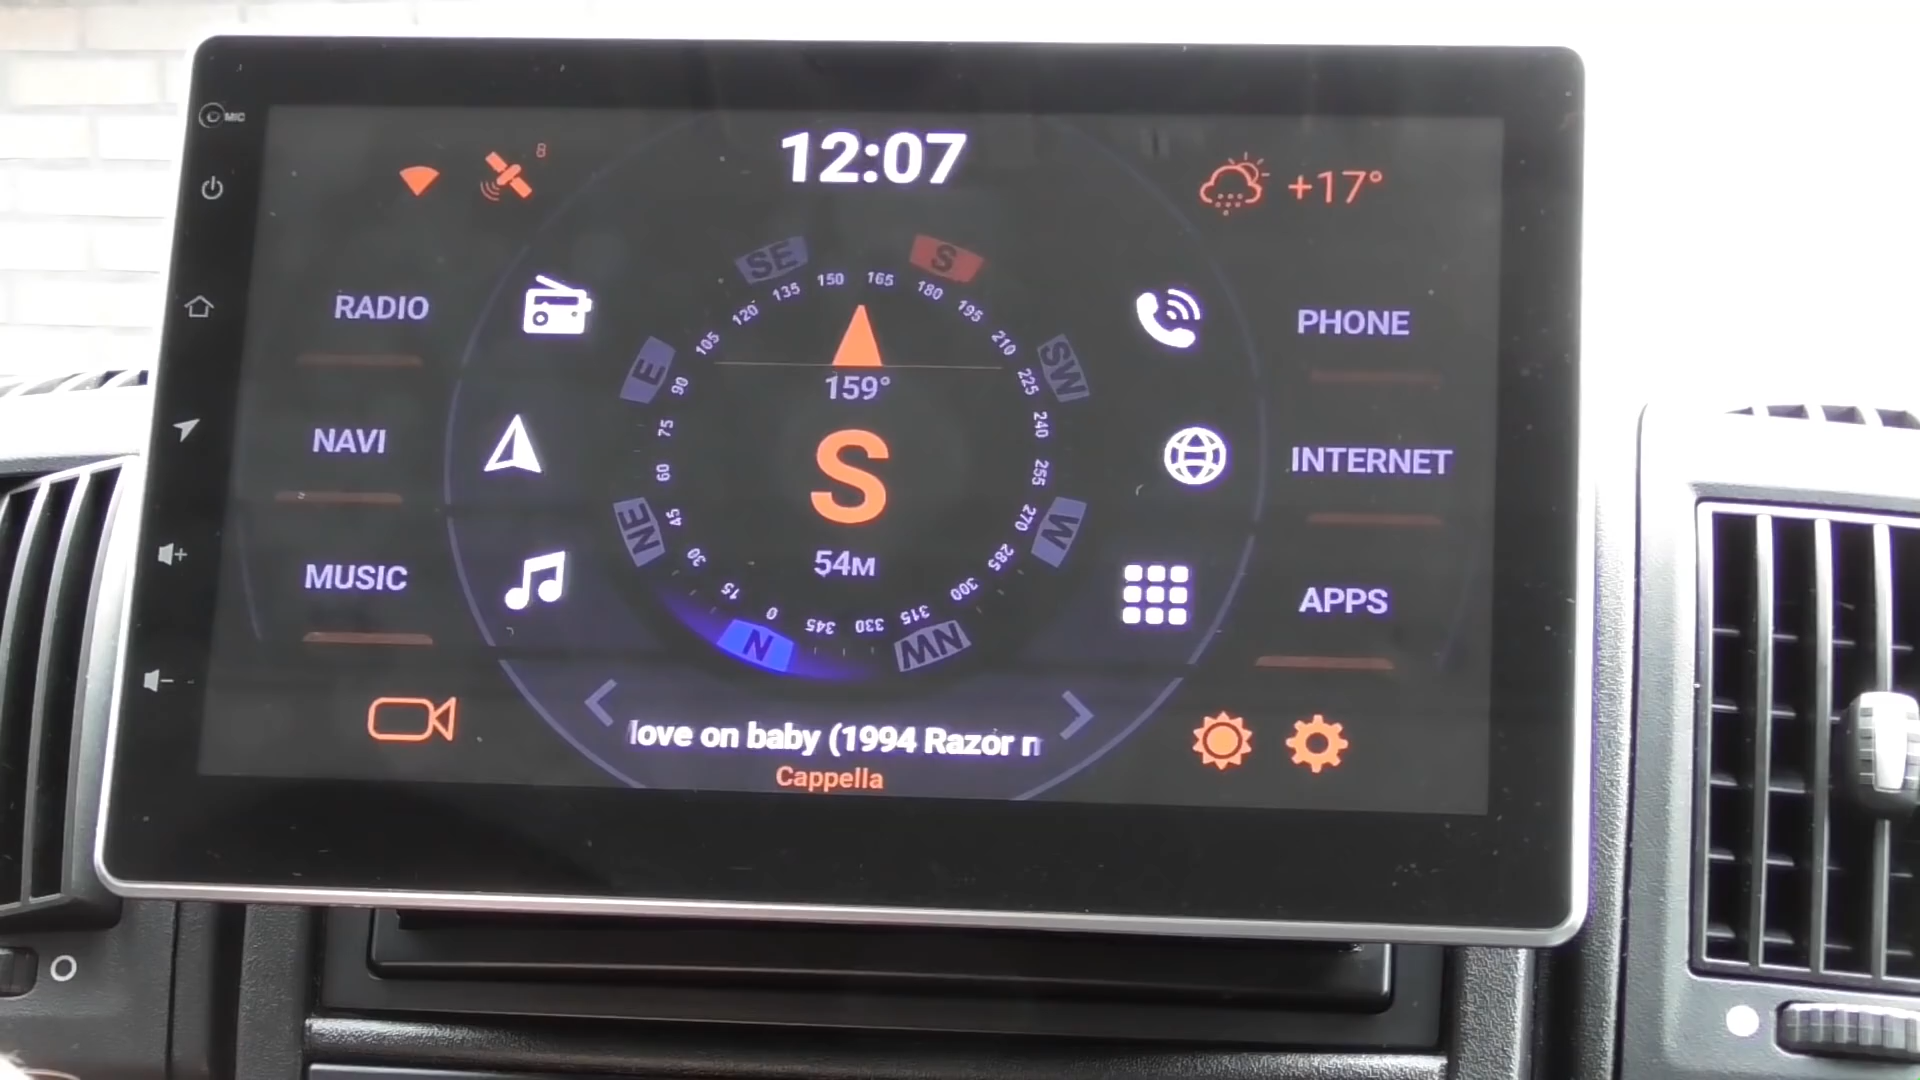 MIC
8
12:07
+17°
RADIO
NAVI
MUSIC
SE
S
E
SW
NE
W
N
NW
0
15
30
45
60
75
90
105
120
135
150
165
180
195
210
225
240
255
270
285
300
315
330
345
159°
S
54м
PHONE
INTERNET
APPS
love on baby (1994 Razor
Cappella